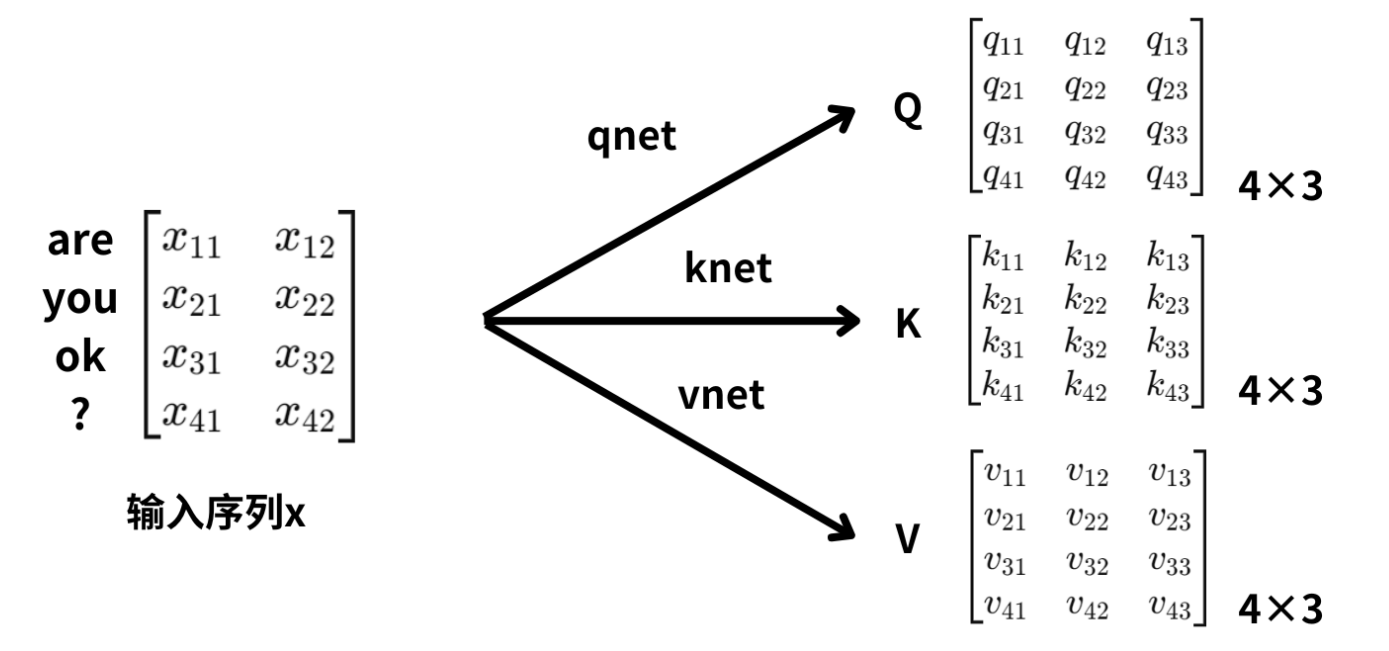 are x₁₁ x₁₂
you x₂₁ x₂₂
ok x₃₁ x₃₂
? x₄₁ x₄₂
输入序列x
qnet
knet
vnet
Q
q₁₁ q₁₂ q₁₃
q₂₁ q₂₂ q₂₃
q₃₁ q₃₂ q₃₃
q₄₁ q₄₂ q₄₃
4×3
K
k₁₁ k₁₂ k₁₃
k₂₁ k₂₂ k₂₃
k₃₁ k₃₂ k₃₃
k₄₁ k₄₂ k₄₃
4×3
V
v₁₁ v₁₂ v₁₃
v₂₁ v₂₂ v₂₃
v₃₁ v₃₂ v₃₃
v₄₁ v₄₂ v₄₃
4×3